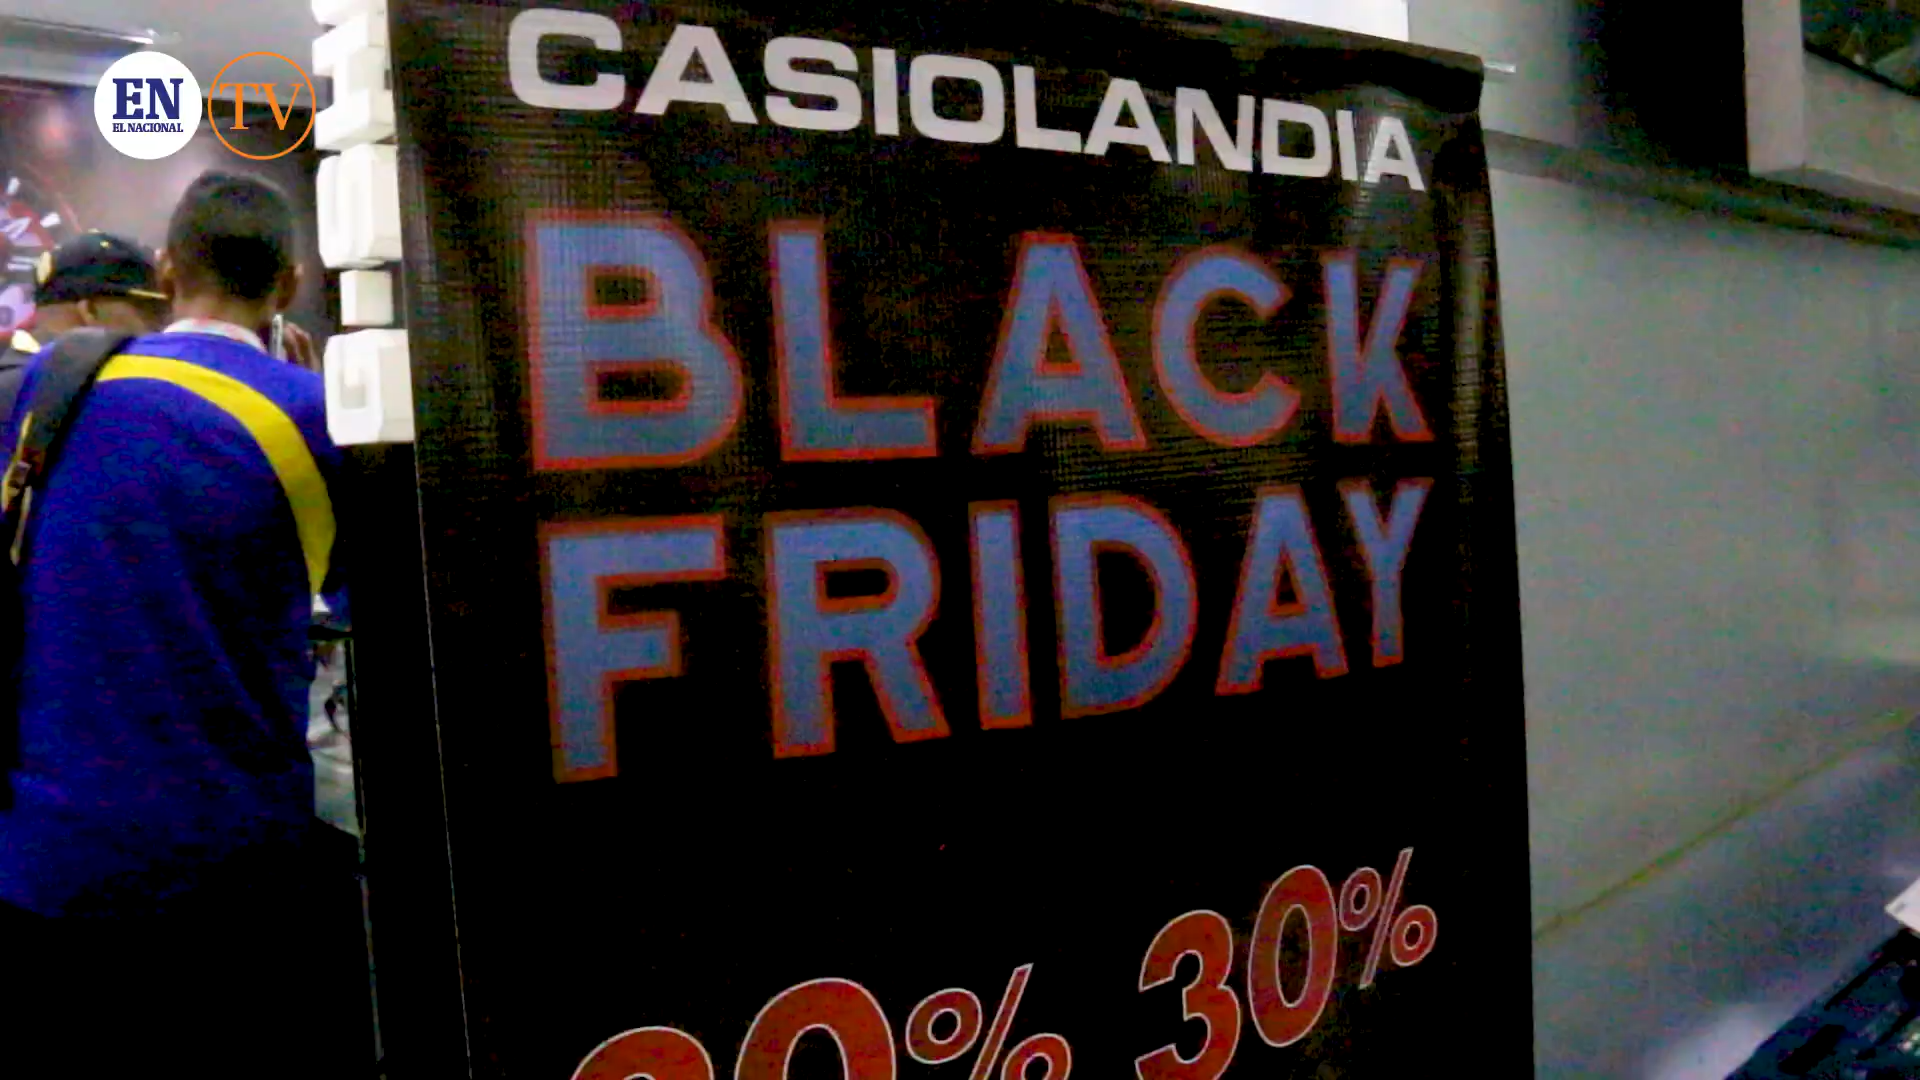 EN
EL NACIONAL
TV
CASIOLANDIA
BLACK
FRIDAY
30%